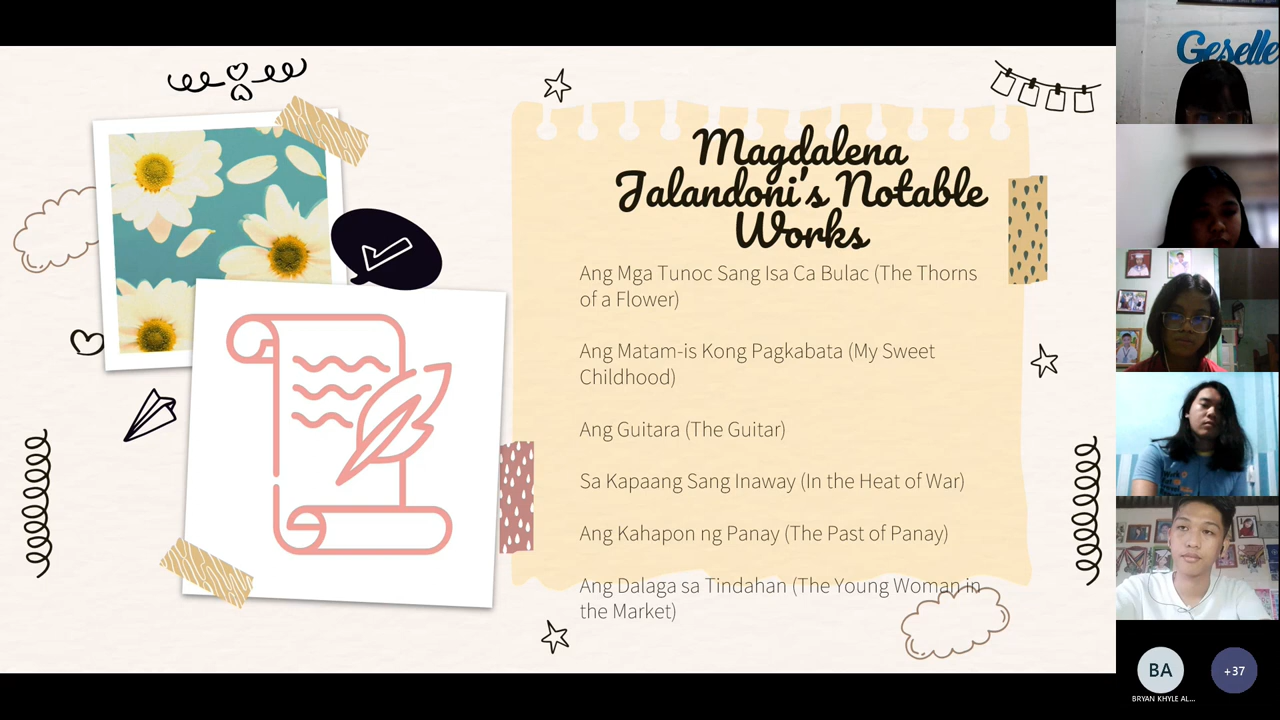 Magdalena
Jalandoni's Notable
Works
Ang Mga Tunoc Sang Isa Ca Bulac (The Thorns
of a Flower)
Ang Matam-is Kong Pagkabata (My Sweet
Childhood)
Ang Guitara (The Guitar)
Sa Kapaang Sang Inaway (In the Heat of War)
Ang Kahapon ng Panay (The Past of Panay)
Ang Dalaga sa Tindahan (The Young Woman in
the Market)
Geselle
BA
+37
BRYAN KHYLE AL...